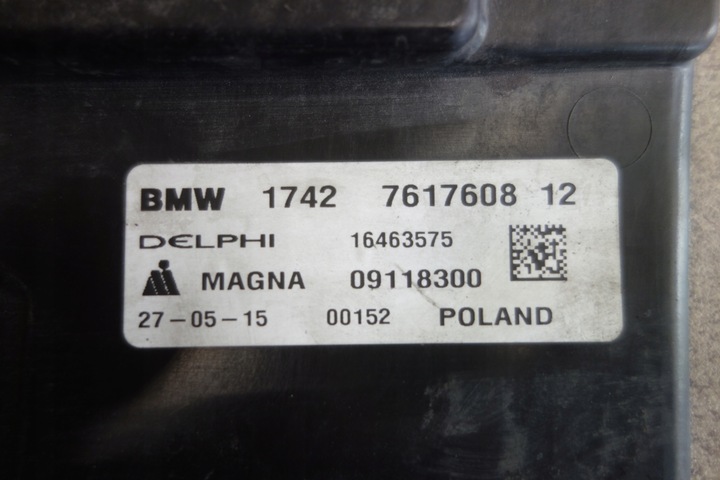 BMW 1742 7617608 12
DELPHI 16463575
MAGNA 09118300
27-05-15 00152 POLAND